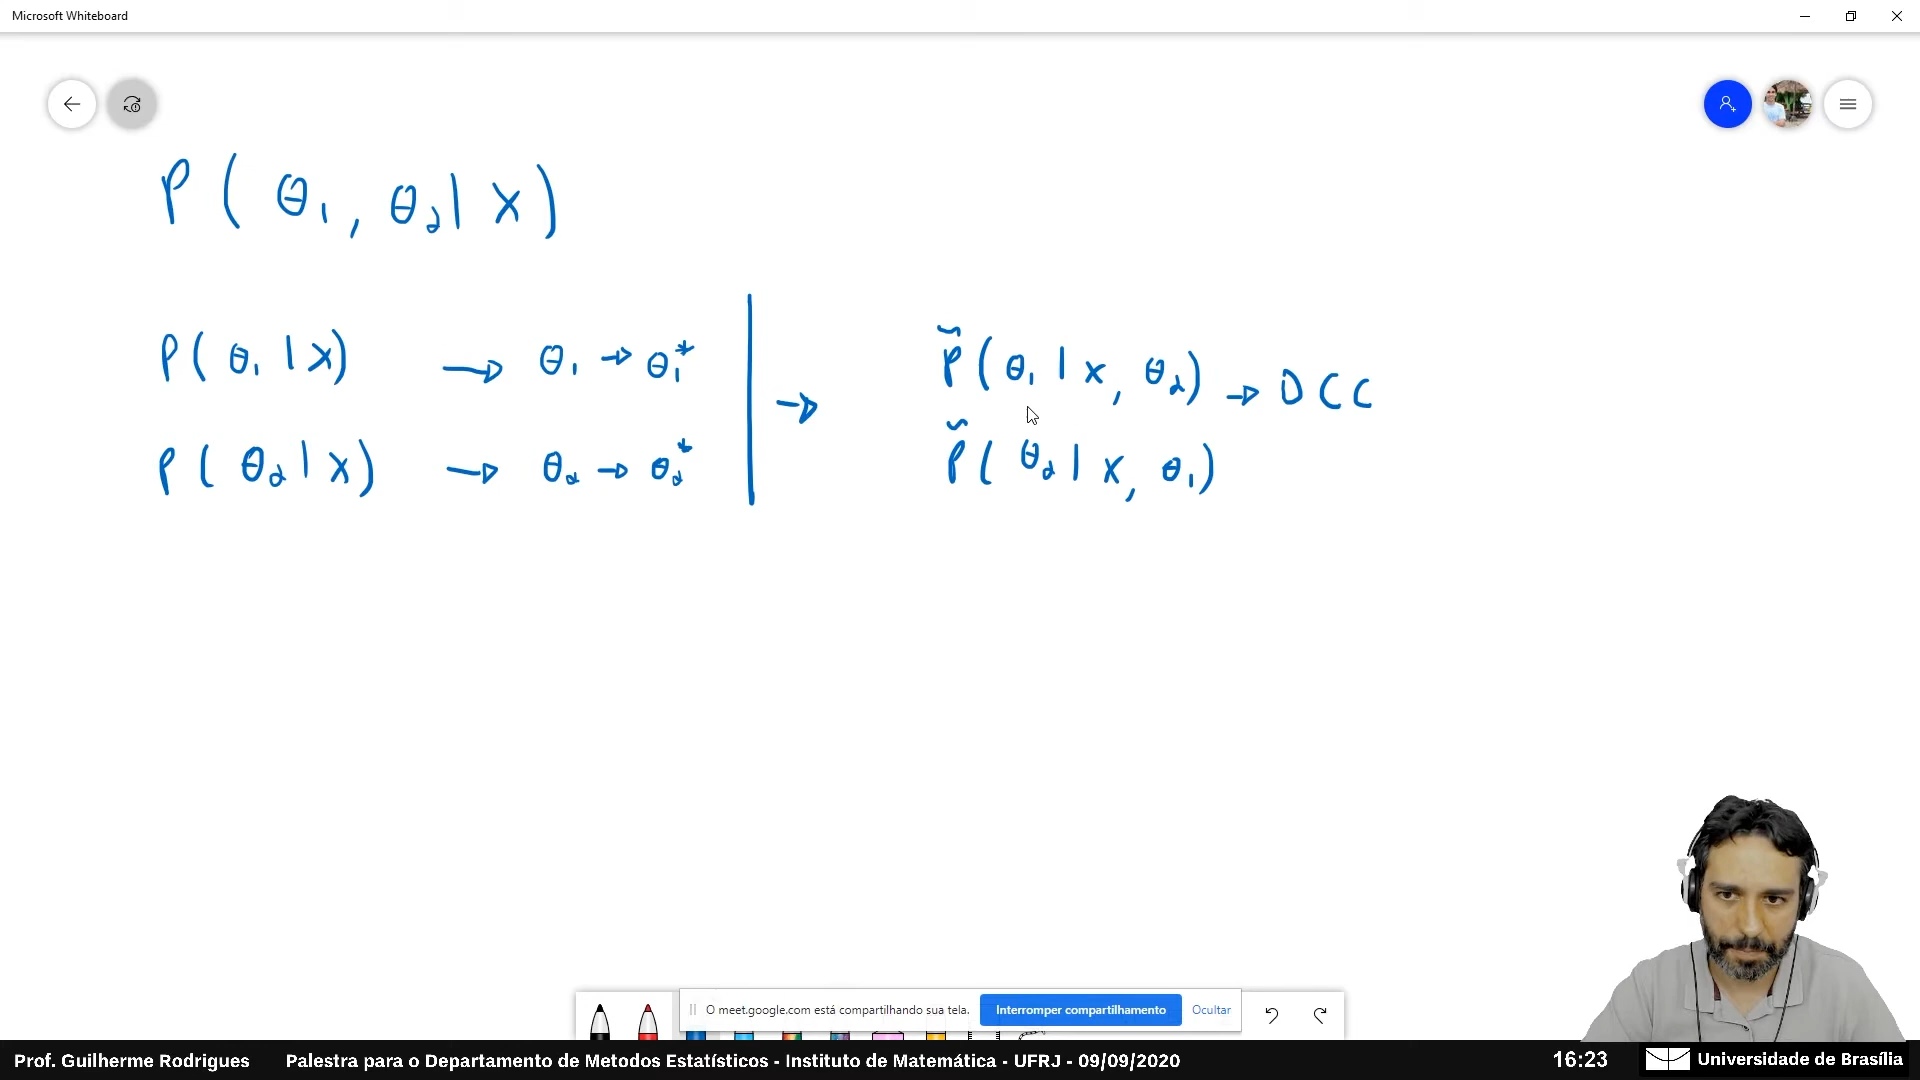 Microsoft Whiteboard
P ( θ₁, θ₂ | x )
P( θ₁ | x ) → θ₁ → θ₁* → P̃ ( θ₁ | x, θ₂) → DCC
P ( θ₂ | x ) → θ₂ → θ₂* P̃ ( θ₂ | x, θ₁)
O meet.google.com está compartilhando sua tela. Interromper compartilhamento Ocultar
Prof. Guilherme Rodrigues Palestra para o Departamento de Metodos Estatísticos - Instituto de Matemática - UFRJ - 09/09/2020 16:23 Universidade de Brasília